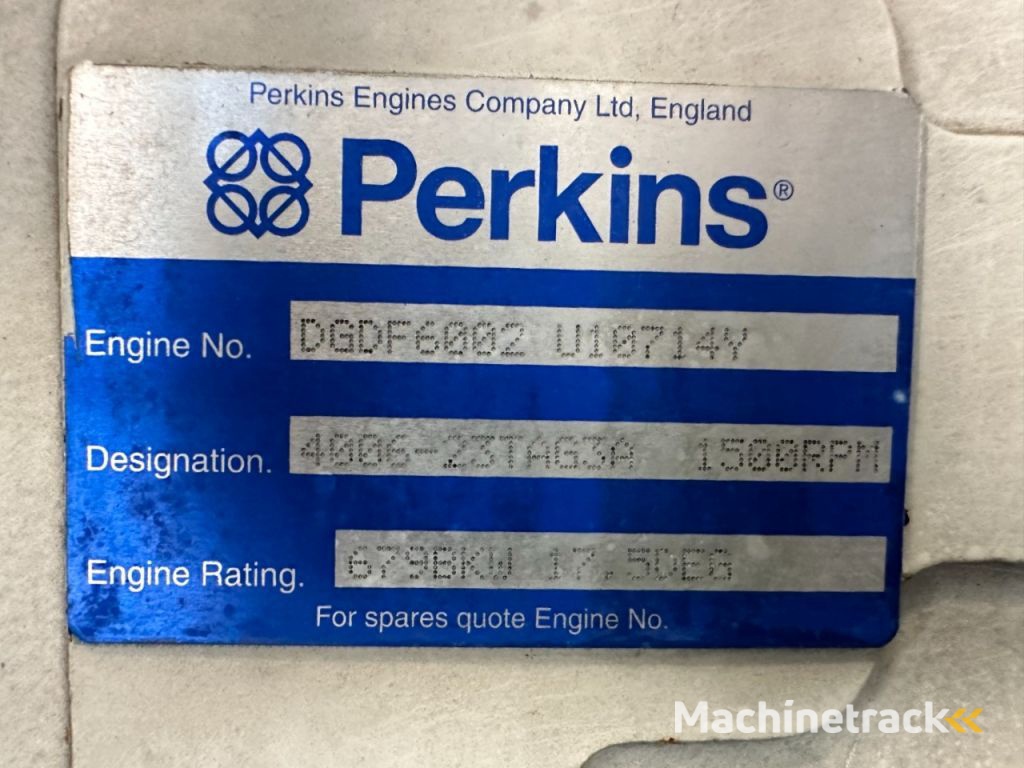 Perkins Engines Company Ltd, England
Perkins®
Engine No. DGDF6002 U10714Y
Designation. 4006-23TAG3A 1500RPM
Engine Rating. 679BKW 17.5DEG
For spares quote Engine No.
Machinetrack